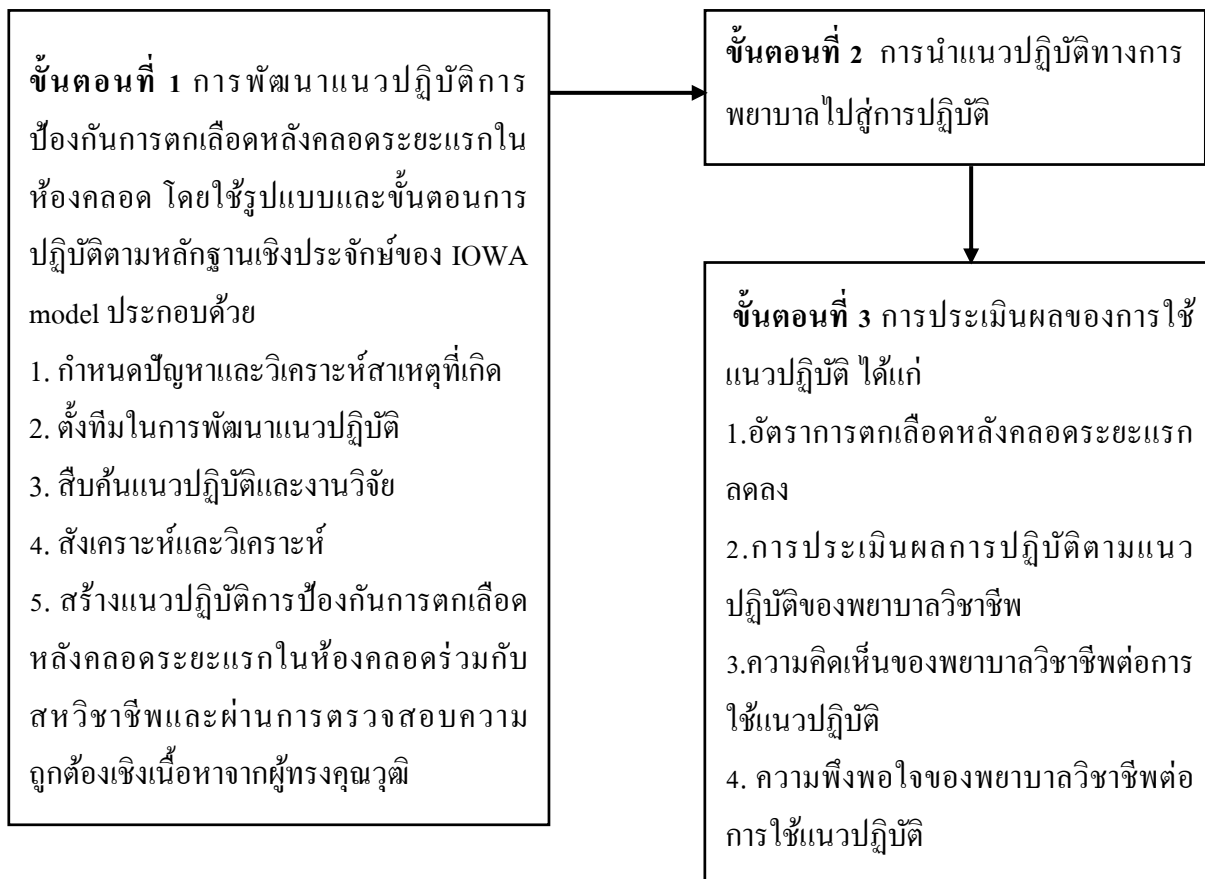 ขั้นตอนที่ 1 การพัฒนาแนวปฏิบัติการ
ป้องกันการตกเลือดหลังคลอดระยะแรกใน
ห้องคลอด โดยใช้รูปแบบและขั้นตอนการ
ปฏิบัติตามหลักฐานเชิงประจักษ์ของ IOWA
model ประกอบด้วย
1. กำหนดปัญหาและวิเคราะห์สาเหตุที่เกิด
2. ตั้งทีมในการพัฒนาแนวปฏิบัติ
3. สืบค้นแนวปฏิบัติและงานวิจัย
4. สังเคราะห์และวิเคราะห์
5. สร้างแนวปฏิบัติการป้องกันการตกเลือด
หลังคลอดระยะแรกในห้องคลอดร่วมกับ
สหวิชาชีพและผ่านการตรวจสอบความ
ถูกต้องเชิงเนื้อหาจากผู้ทรงคุณวุฒิ
ขั้นตอนที่ 2 การนำแนวปฏิบัติทางการ
พยาบาลไปสู่การปฏิบัติ
ขั้นตอนที่ 3 การประเมินผลของการใช้
แนวปฏิบัติ ได้แก่
1.อัตราการตกเลือดหลังคลอดระยะแรก
ลดลง
2.การประเมินผลการปฏิบัติตามแนว
ปฏิบัติของพยาบาลวิชาชีพ
3.ความคิดเห็นของพยาบาลวิชาชีพต่อการ
ใช้แนวปฏิบัติ
4. ความพึงพอใจของพยาบาลวิชาชีพต่อ
การใช้แนวปฏิบัติ